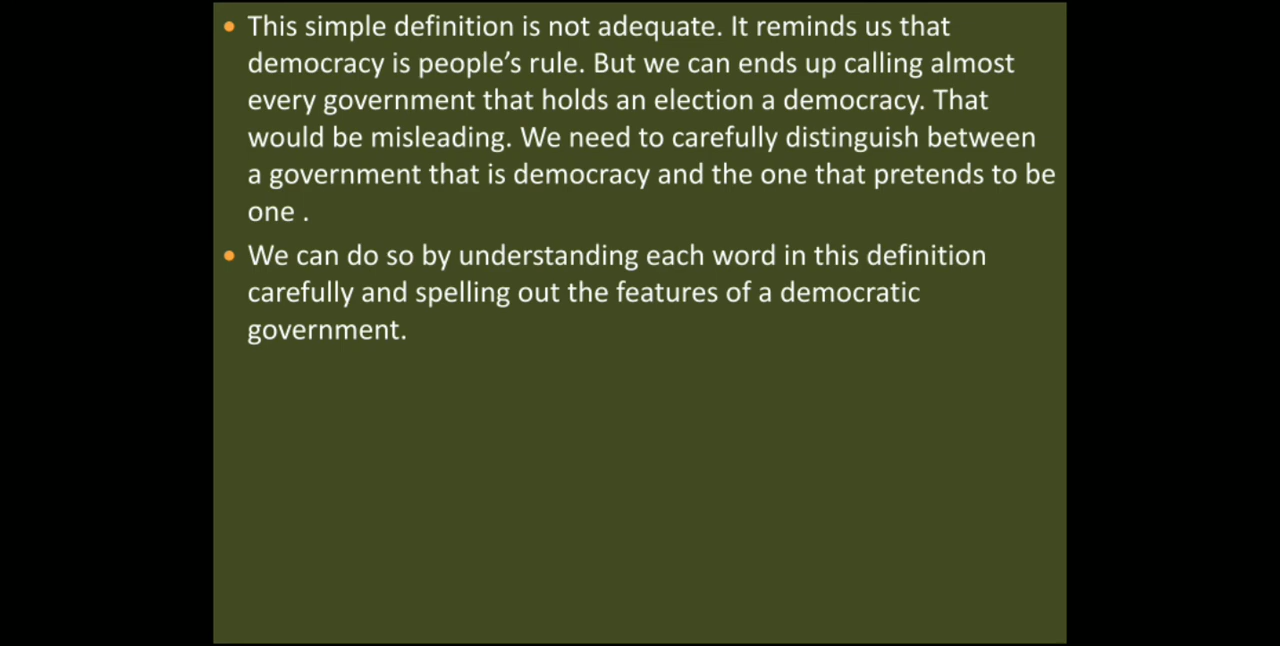 • This simple definition is not adequate. It reminds us that
democracy is people’s rule. But we can ends up calling almost
every government that holds an election a democracy. That
would be misleading. We need to carefully distinguish between
a government that is democracy and the one that pretends to be
one .
• We can do so by understanding each word in this definition
carefully and spelling out the features of a democratic
government.